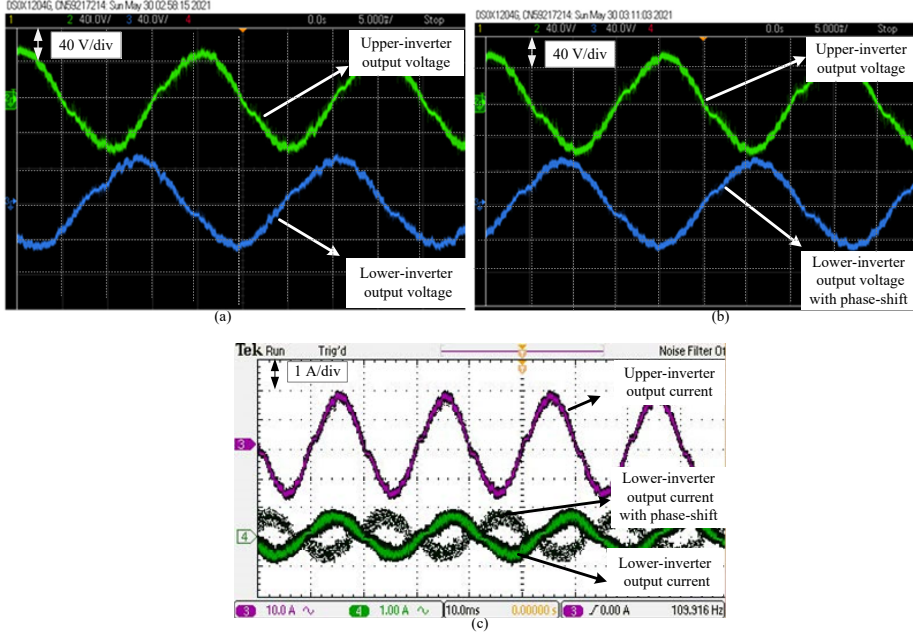 DSOX1204G, CN59217214: Sun May 30 02:58:15 2021
1 2 40.0V/ 3 40.0V/ 4 0.0s 5.000ms/ Stop
40 V/div
Upper-inverter
output voltage
Lower-inverter
output voltage
(a)
DSOX1204G, CN59217214: Sun May 30 03:11:03 2021
1 2 40.0V/ 3 40.0V/ 4 0.0s 5.000ms/ Stop
40 V/div
Upper-inverter
output voltage
Lower-inverter
output voltage
with phase-shift
(b)
Tek Run Trig'd Noise Filter Of
1 A/div
Upper-inverter
output current
3
Lower-inverter
output current
with phase-shift
4
Lower-inverter
output current
3 10.0 A 4 1.00 A 10.0ms 0.00000 s 3 0.00 A 109.916 Hz
(c)